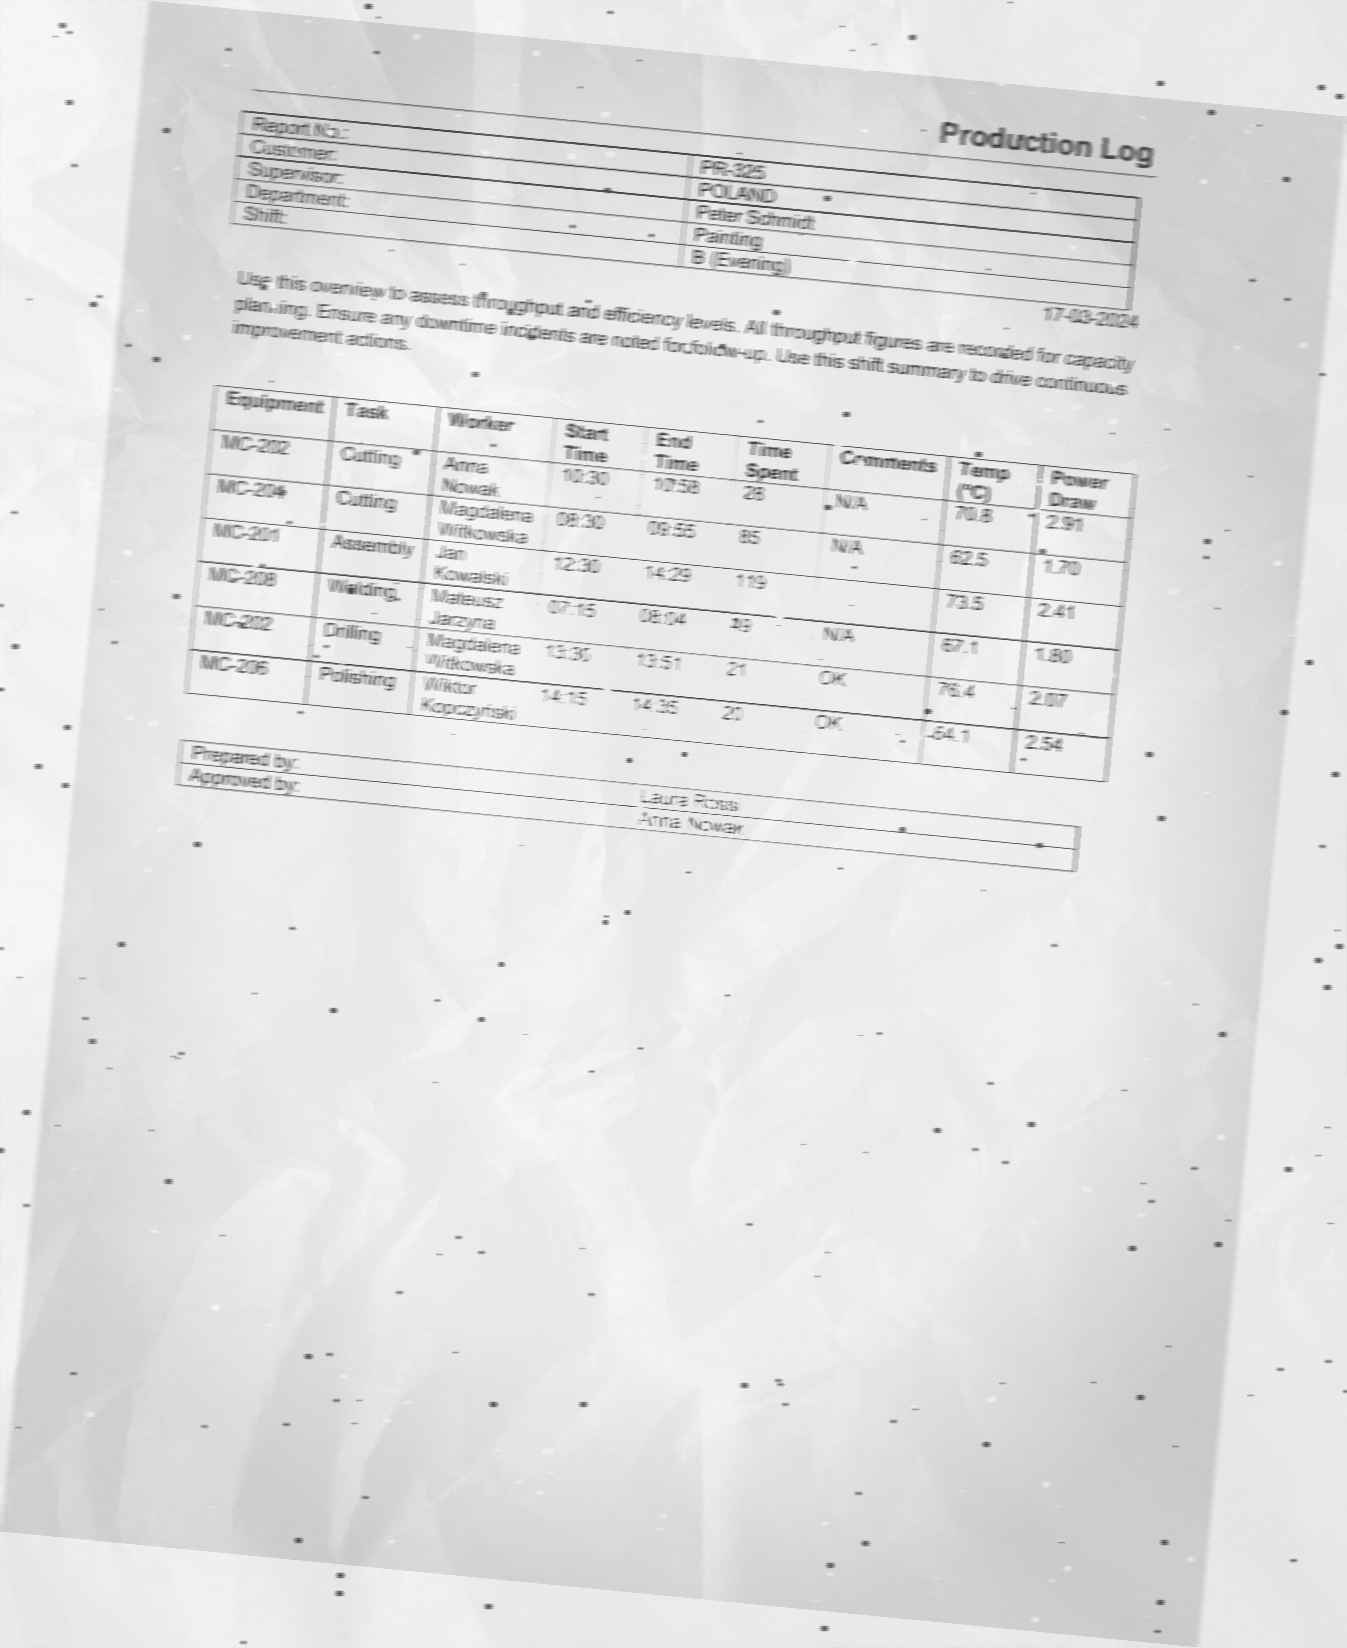 Production Log
Report No.: PR-325
Customer: POLAND
Supervisor: Peter Schmidt
Department: Painting
Shift: B (Evening)
17-03-2024
Use this overview to assess throughput and efficiency levels. All throughput figures are recorded for capacity
planning. Ensure any downtime incidents are noted for follow-up. Use this shift summary to drive continuous
improvement actions.
Equipment Task Worker Start Time End Time Time Spent Comments Temp (°C) Power Draw
MC-202 Cutting Anna Nowak 10:30 10:58 28 N/A 70.8 2.91
MC-204 Cutting Magdalena Witkowska 08:30 09:55 85 N/A 62.5 1.70
MC-201 Assembly Jan Kowalski 12:30 14:29 119 73.5 2.41
MC-208 Welding Mateusz Jarzyna 07:15 08:04 49 N/A 67.1 1.80
MC-202 Drilling Magdalena Witkowska 13:30 13:51 21 OK 76.4 2.07
MC-206 Polishing Wiktor Kopczyński 14:15 14:35 20 OK 64.1 2.54
Prepared by: Laura Rossi
Approved by: Anna Nowak